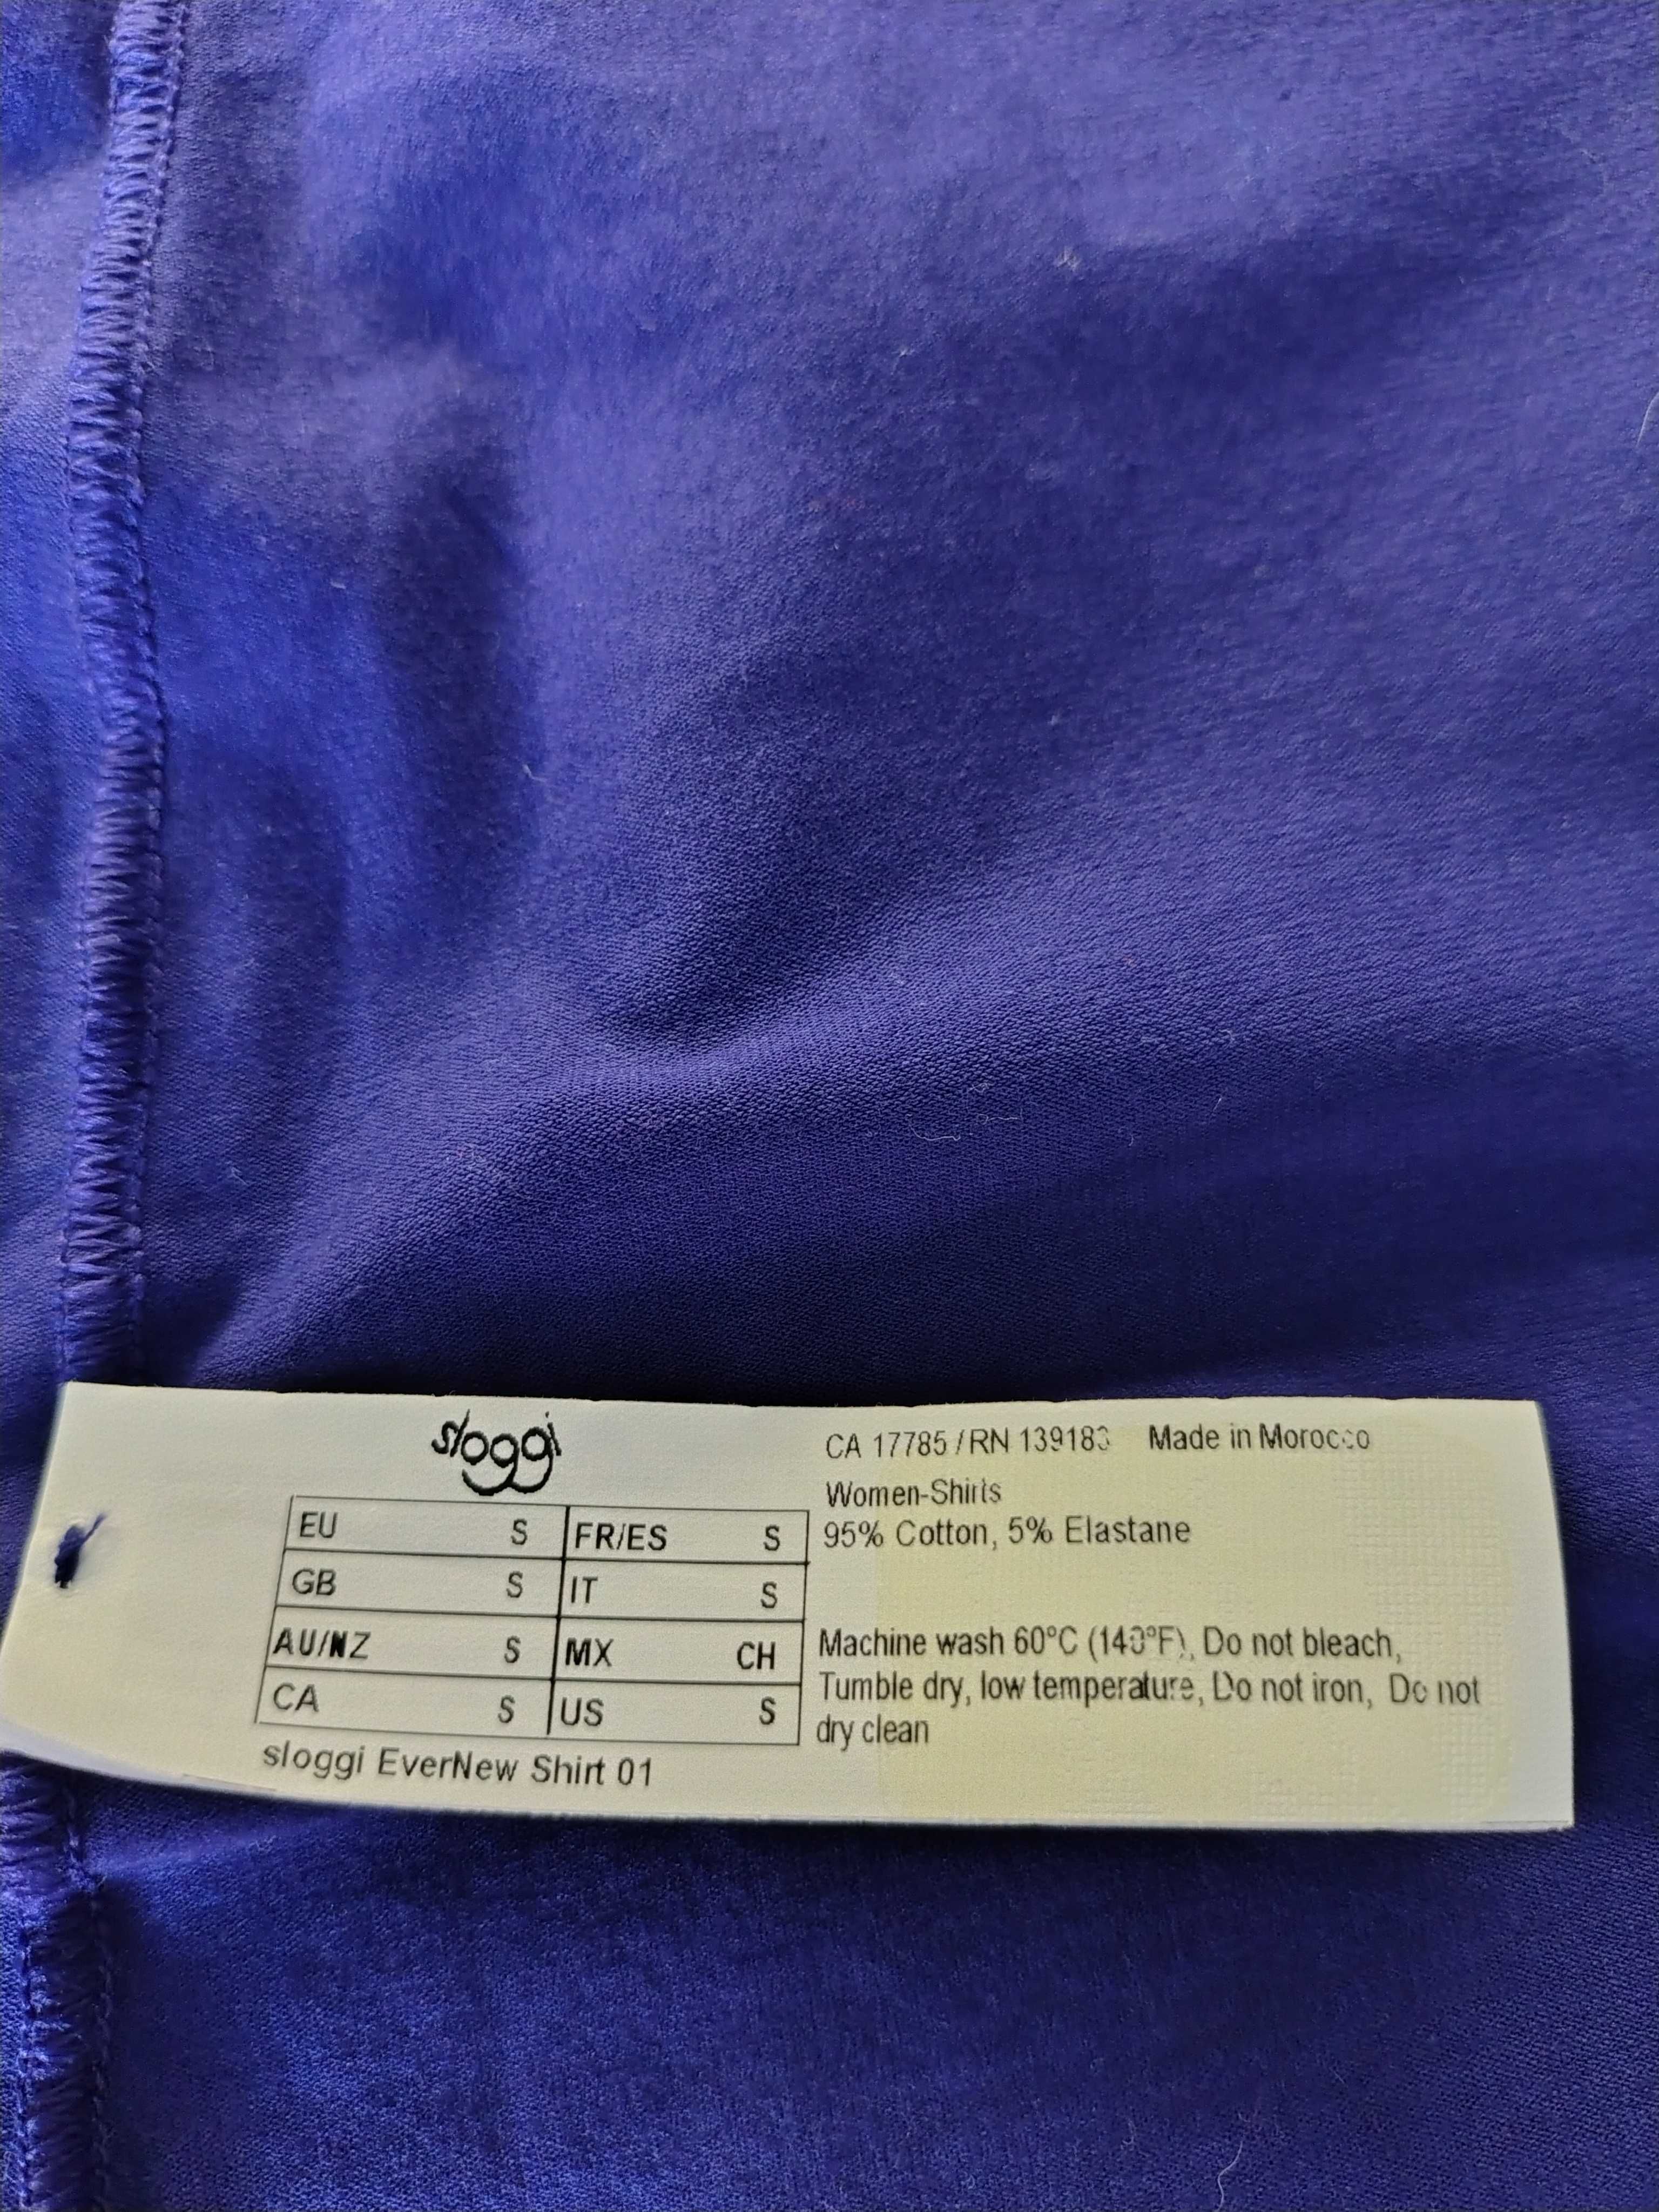 sloggi
EU S FR/ES S
GB S IT S
AU/NZ S MX CH
CA S US S
sloggi EverNew Shirt 01
CA 17785 / RN 139183 Made in Morocco
Women-Shirts
95% Cotton, 5% Elastane
Machine wash 60°C (140°F), Do not bleach,
Tumble dry, low temperature, Do not iron, Do not
dry clean